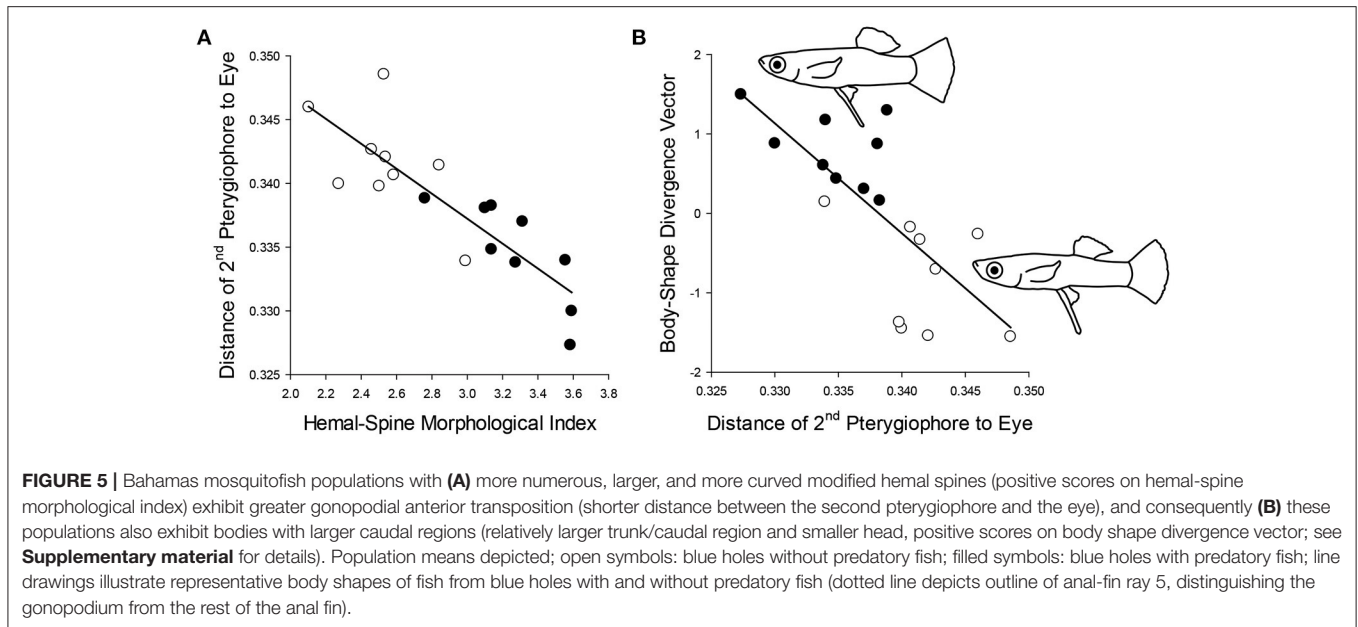 A
Distance of 2nd Pterygiophore to Eye
0.350
0.345
0.340
0.335
0.330
0.325
2.0 2.2 2.4 2.6 2.8 3.0 3.2 3.4 3.6 3.8
Hemal-Spine Morphological Index
B
Body-Shape Divergence Vector
2
1
0
-1
-2
0.325 0.330 0.335 0.340 0.345 0.350
Distance of 2nd Pterygiophore to Eye
FIGURE 5 | Bahamas mosquitofish populations with (A) more numerous, larger, and more curved modified hemal spines (positive scores on hemal-spine
morphological index) exhibit greater gonopodial anterior transposition (shorter distance between the second pterygiophore and the eye), and consequently (B) these
populations also exhibit bodies with larger caudal regions (relatively larger trunk/caudal region and smaller head, positive scores on body shape divergence vector; see
Supplementary material for details). Population means depicted; open symbols: blue holes without predatory fish; filled symbols: blue holes with predatory fish; line
drawings illustrate representative body shapes of fish from blue holes with and without predatory fish (dotted line depicts outline of anal-fin ray 5, distinguishing the
gonopodium from the rest of the anal fin).